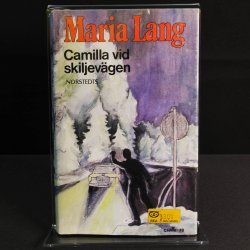 Maria Lang
Camilla vid
skiljevägen
NORSTEDTS